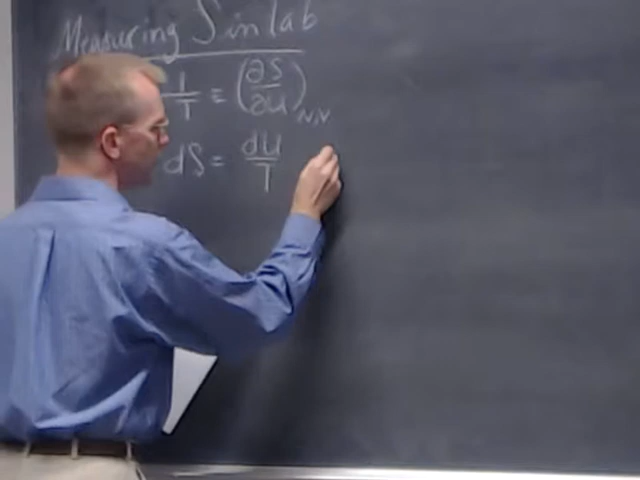 Measuring S in lab
1/T ≡ (∂S/∂U)_{N,V}
dS = dU/T